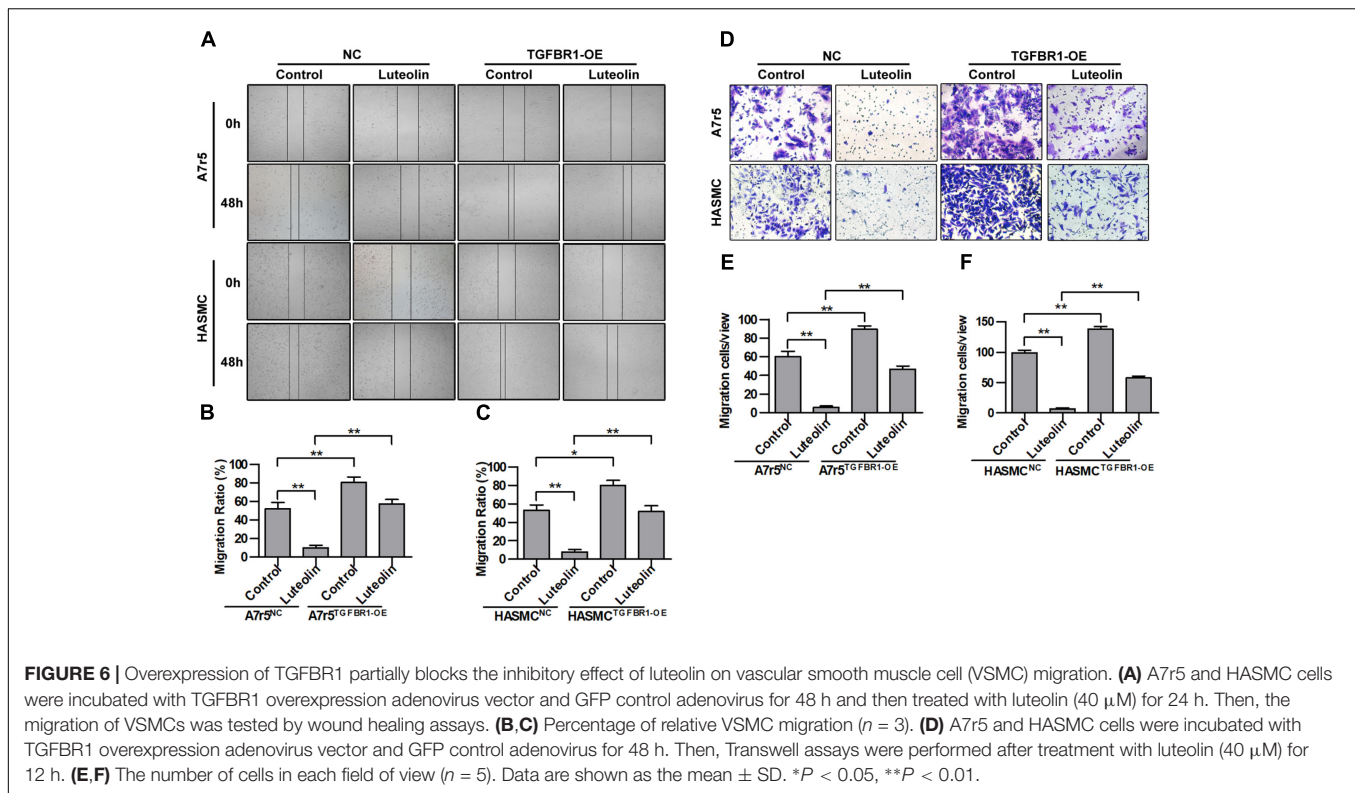 A
NC
TGFBR1-OE
Control
Luteolin
Control
Luteolin
A7r5
0h
48h
HASMC
0h
48h
B
Migration Ratio (%)
100
80
60
40
20
0
**
**
**
Control
Luteolin
Control
Luteolin
A7r5NC
A7r5TGFBR1-OE
C
Migration Ratio (%)
100
80
60
40
20
0
**
*
**
Control
Luteolin
Control
Luteolin
HASMCNC
HASMCTGFBR1-OE
D
NC
TGFBR1-OE
Control
Luteolin
Control
Luteolin
A7r5
HASMC
E
Migration cells/view
100
80
60
40
20
0
**
**
**
Control
Luteolin
Control
Luteolin
A7r5NC
A7r5TGFBR1-OE
F
Migration cells/view
150
100
50
0
**
**
**
Control
Luteolin
Control
Luteolin
HASMCNC
HASMCTGFBR1-OE
FIGURE 6 | Overexpression of TGFBR1 partially blocks the inhibitory effect of luteolin on vascular smooth muscle cell (VSMC) migration. (A) A7r5 and HASMC cells
were incubated with TGFBR1 overexpression adenovirus vector and GFP control adenovirus for 48 h and then treated with luteolin (40 μM) for 24 h. Then, the
migration of VSMCs was tested by wound healing assays. (B,C) Percentage of relative VSMC migration (n = 3). (D) A7r5 and HASMC cells were incubated with
TGFBR1 overexpression adenovirus vector and GFP control adenovirus for 48 h. Then, Transwell assays were performed after treatment with luteolin (40 μM) for
12 h. (E,F) The number of cells in each field of view (n = 5). Data are shown as the mean ± SD. *P < 0.05, **P < 0.01.